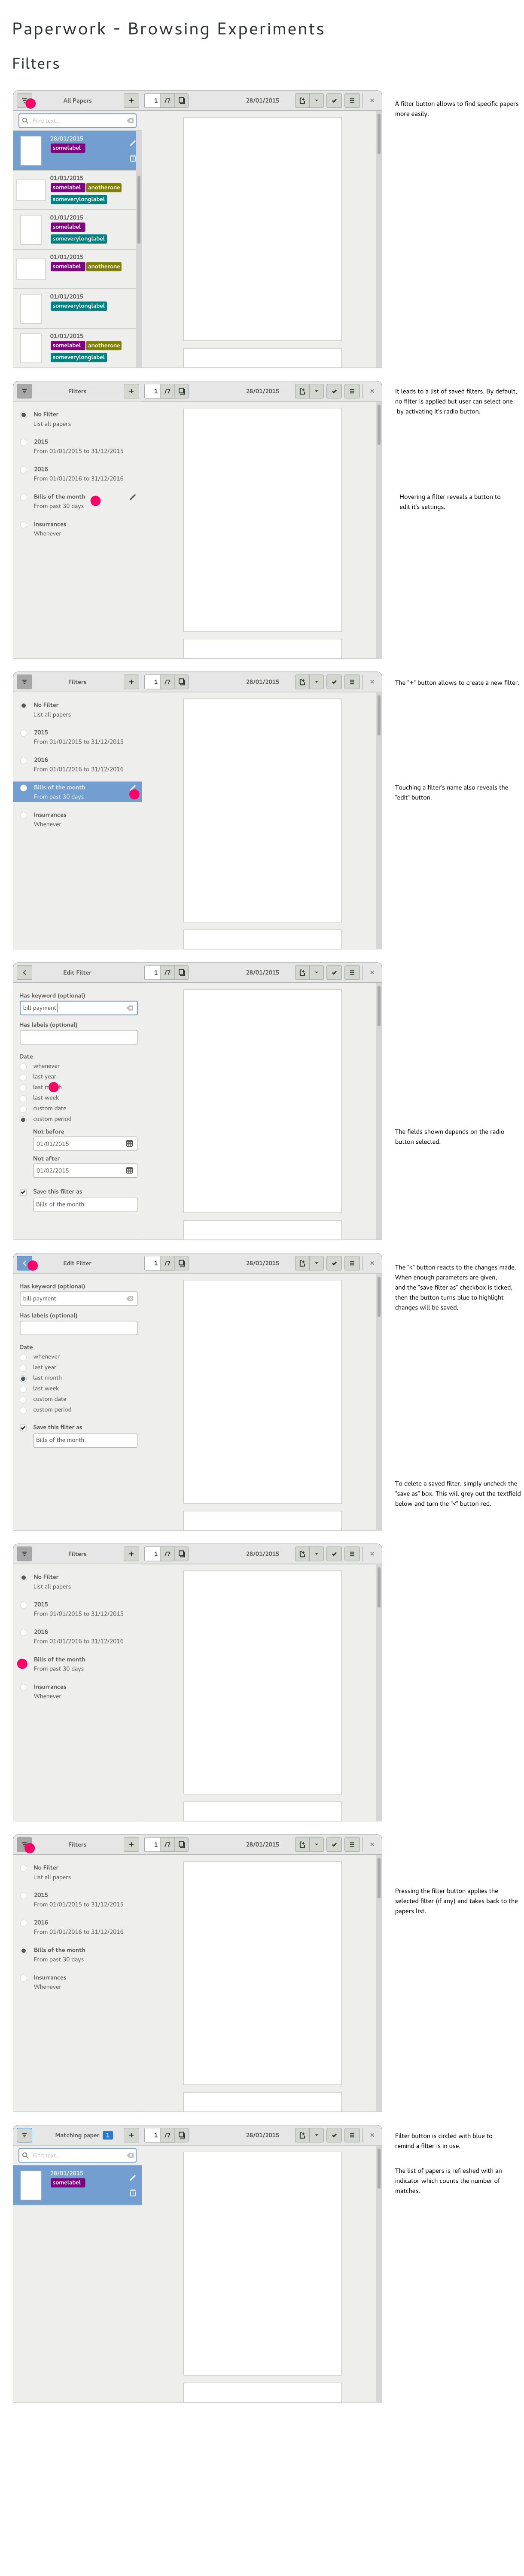 Paperwork - Browsing Experiments
Filters
All Papers
+
1 /7
28/01/2015
×
A filter button allows to find specific papers
more easily.
Find text...
28/01/2015
somelabel
01/01/2015
somelabel anotherone
someverylonglabel
01/01/2015
somelabel
someverylonglabel
01/01/2015
somelabel anotherone
01/01/2015
someverylonglabel
01/01/2015
somelabel anotherone
someverylonglabel
Filters
+
1 /7
28/01/2015
×
It leads to a list of saved filters. By default,
no filter is applied but user can select one
by activating it's radio button.
No Filter
List all papers
2015
From 01/01/2015 to 31/12/2015
2016
From 01/01/2016 to 31/12/2016
Bills of the month
From past 30 days
Hovering a filter reveals a button to
edit it's settings.
Insurrances
Whenever
Filters
+
1 /7
28/01/2015
×
The "+" button allows to create a new filter.
No Filter
List all papers
2015
From 01/01/2015 to 31/12/2015
2016
From 01/01/2016 to 31/12/2016
Bills of the month
From past 30 days
Touching a filter's name also reveals the
"edit" button.
Insurrances
Whenever
<
Edit Filter
1 /7
28/01/2015
×
Has keyword (optional)
bill payment
Has labels (optional)
Date
whenever
last year
last month
last week
custom date
custom period
Not before
01/01/2015
Not after
01/02/2015
The fields shown depends on the radio
button selected.
Save this filter as
Bills of the month
<
Edit Filter
1 /7
28/01/2015
×
The "<" button reacts to the changes made.
When enough parameters are given,
and the "save filter as" checkbox is ticked,
then the button turns blue to highlight
changes will be saved.
Has keyword (optional)
bill payment
Has labels (optional)
Date
whenever
last year
last month
last week
custom date
custom period
Save this filter as
Bills of the month
To delete a saved filter, simply uncheck the
"save as" box. This will grey out the textfield
below and turn the "<" button red.
Filters
+
1 /7
28/01/2015
×
No Filter
List all papers
2015
From 01/01/2015 to 31/12/2015
2016
From 01/01/2016 to 31/12/2016
Bills of the month
From past 30 days
Insurrances
Whenever
Filters
+
1 /7
28/01/2015
×
No Filter
List all papers
2015
From 01/01/2015 to 31/12/2015
2016
From 01/01/2016 to 31/12/2016
Bills of the month
From past 30 days
Insurrances
Whenever
Pressing the filter button applies the
selected filter (if any) and takes back to the
papers list.
Matching paper 1
+
1 /7
28/01/2015
×
Filter button is circled with blue to
remind a filter is in use.
Find text...
28/01/2015
somelabel
The list of papers is refreshed with an
indicator which counts the number of
matches.